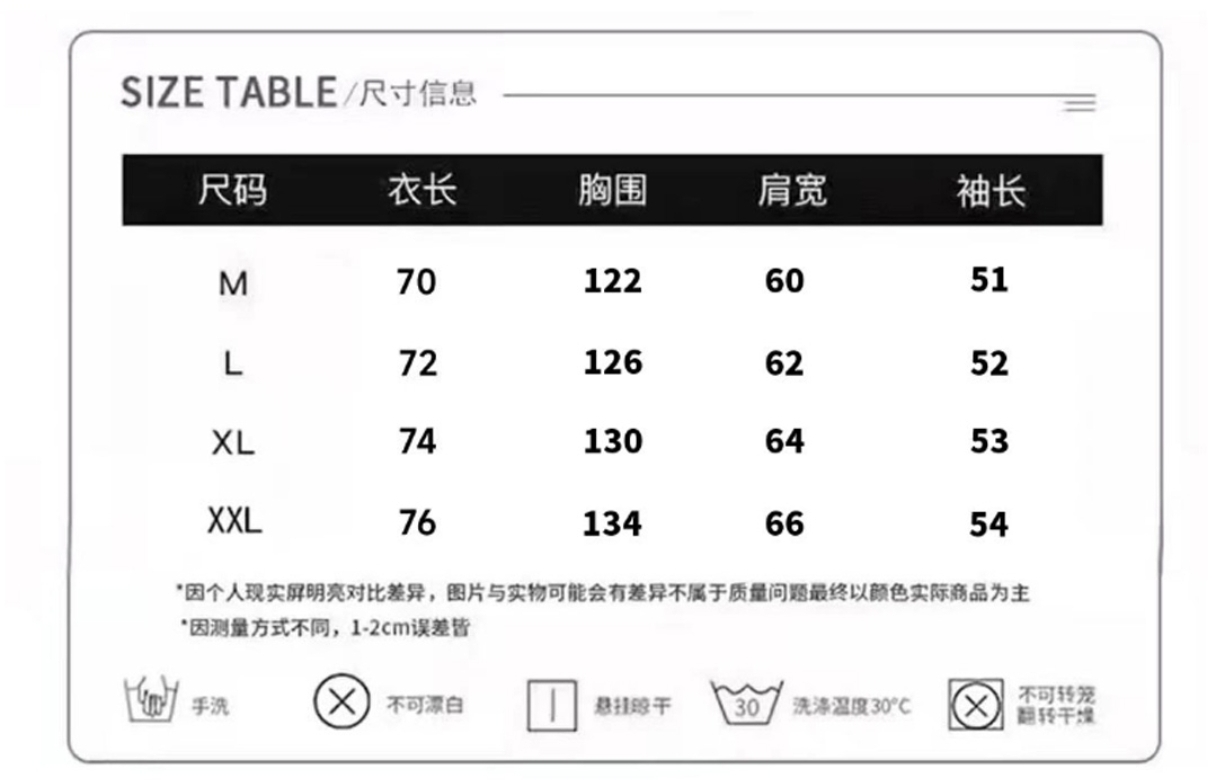 SIZE TABLE/尺寸信息
尺码 衣长 胸围 肩宽 袖长
M 70 122 60 51
L 72 126 62 52
XL 74 130 64 53
XXL 76 134 66 54
*因个人现实屏明亮对比差异，图片与实物可能会有差异不属于质量问题最终以颜色实际商品为主
*因测量方式不同，1-2cm误差皆
手洗 不可漂白 悬挂晾干 30 洗涤温度30°C 不可转笼
翻转干燥